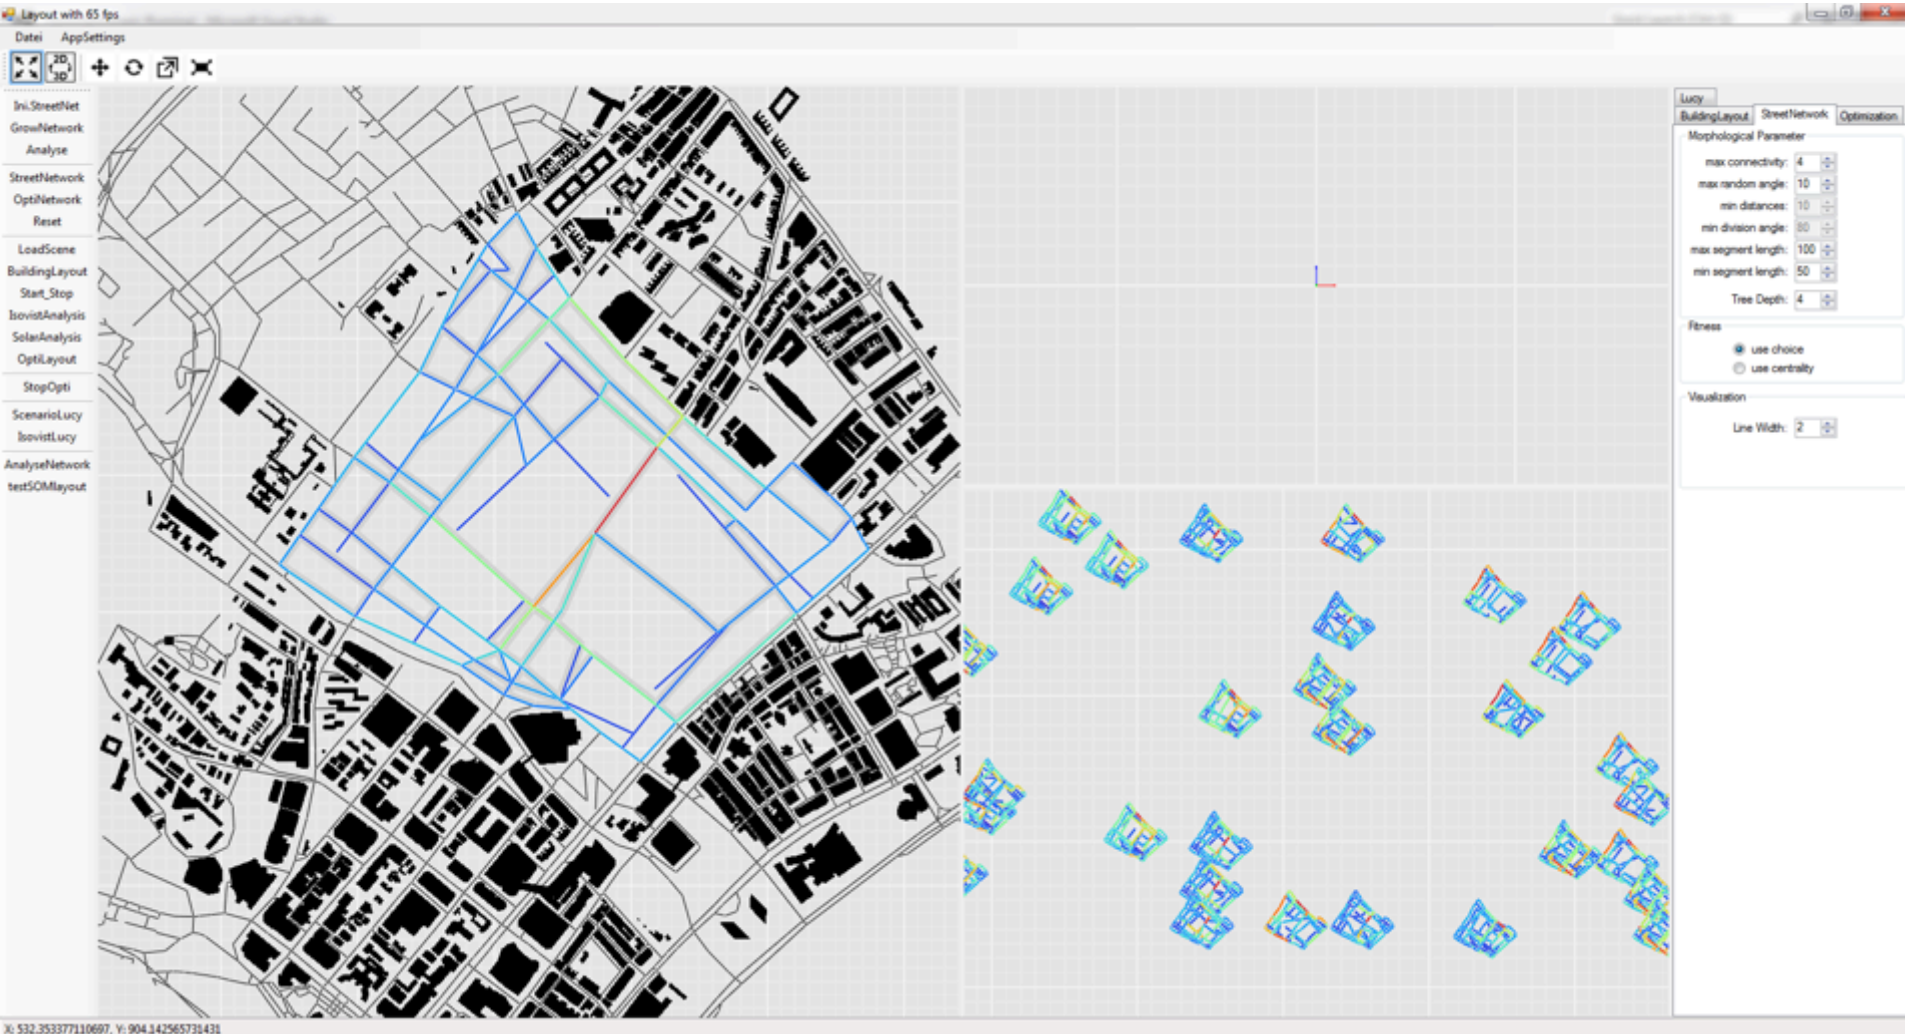 Layout with 65 fps
Datei AppSettings
2D
3D
Ini.StreetNet
GrowNetwork
Analyse
StreetNetwork
OptiNetwork
Reset
LoadScene
BuildingLayout
Start_Stop
IsovistAnalysis
SolarAnalysis
OptiLayout
StopOpti
ScenarioLucy
IsovistLucy
AnalyseNetwork
testSOMlayout
Lucy
BuildingLayout StreetNetwork Optimization
Morphological Parameter
max connectivity: 4
max random angle: 10
min distances: 10
min division angle: 80
max segment length: 100
min segment length: 50
Tree Depth: 4
Fitness
use choice
use centrality
Visualization
Line Width: 2
X: 532.353377110697, Y: 904.142565731431